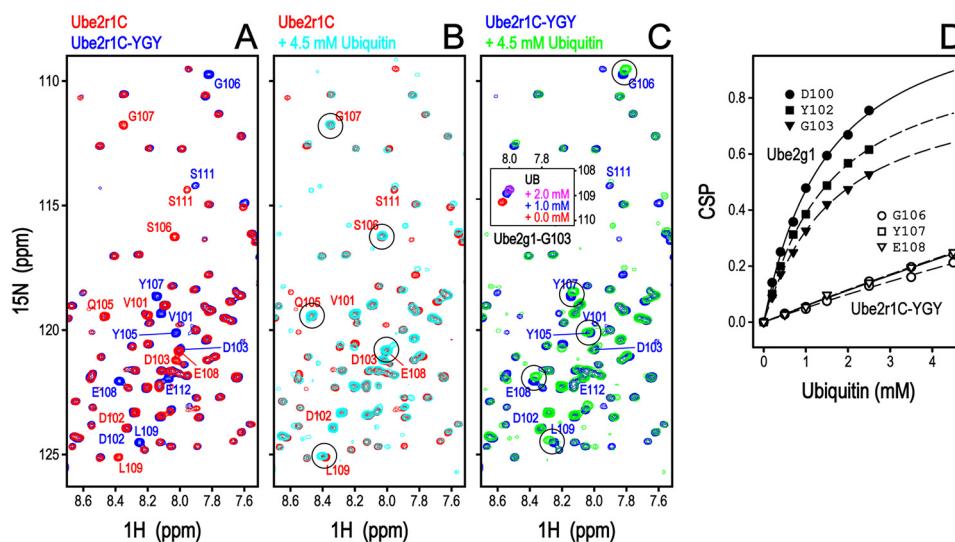 Ube2r1C
Ube2r1C-YGY
A
Ube2r1C
+ 4.5 mM Ubiquitin
B
Ube2r1C-YGY
+ 4.5 mM Ubiquitin
C
D
15N (ppm)
110
115
120
125
G106
G107
S111
S111
S106
Y107
Q105
V101
Y105
D103
E108
E108
E112
D102
D102
L109
L109
8.6 8.4 8.2 8.0 7.8 7.6
1H (ppm)
G107
S111
S106
Q105
V101
D103
E108
D102
L109
8.6 8.4 8.2 8.0 7.8 7.6
1H (ppm)
G106
8.0 7.8
108
109
110
UB
+ 2.0 mM
+ 1.0 mM
+ 0.0 mM
Ube2g1-G103
S111
Y107
V101
Y105
D103
E108
E112
D102
L109
8.6 8.4 8.2 8.0 7.8 7.6
1H (ppm)
CSP
0.8
0.6
0.4
0.2
0.0
D100
Y102
G103
Ube2g1
G106
Y107
E108
Ube2r1C-YGY
0 1 2 3 4
Ubiquitin (mM)